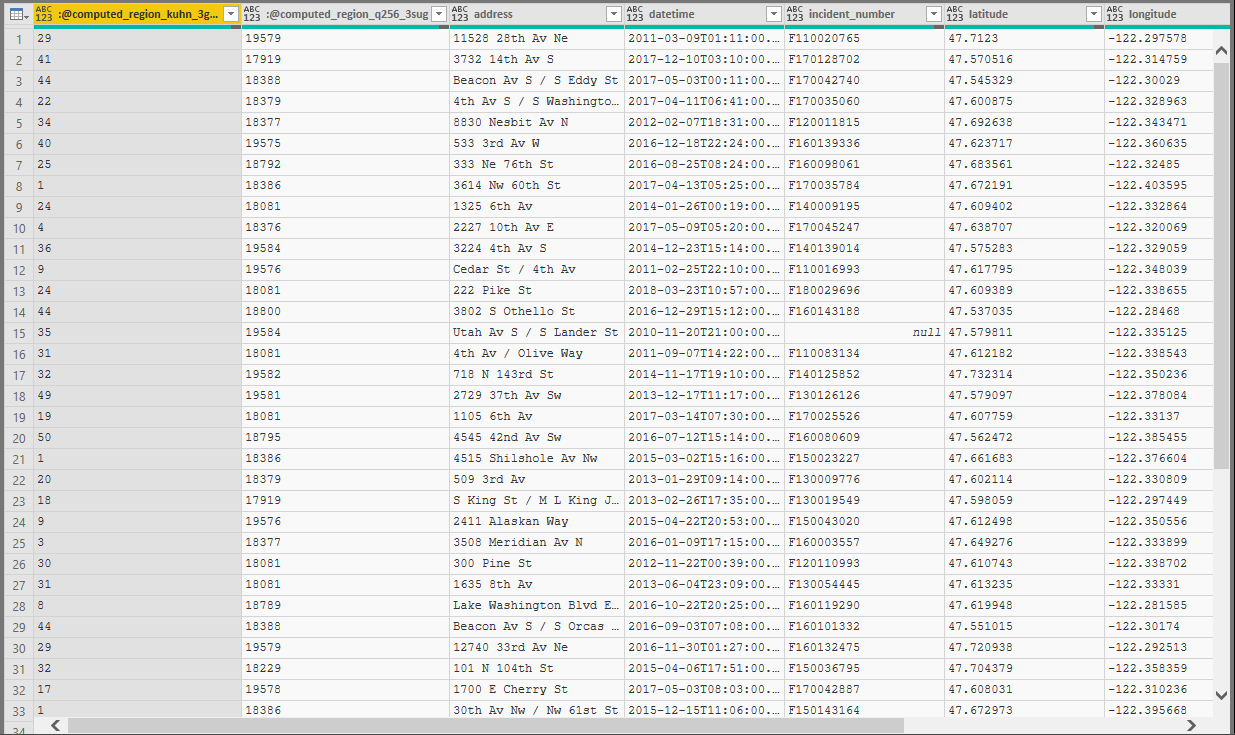 ABC 123 :@computed_region_kuhn_3g... ABC 123 :@computed_region_q256_3sug ABC 123 address ABC 123 datetime ABC 123 incident_number ABC 123 latitude ABC 123 longitude
1 29 19579 11528 28th Av Ne 2011-03-09T01:11:00.... F110020765 47.7123 -122.297578
2 41 17919 3732 14th Av S 2017-12-10T03:10:00.... F170128702 47.570516 -122.314759
3 44 18388 Beacon Av S / S Eddy St 2017-05-03T00:11:00.... F170042740 47.545329 -122.30029
4 22 18379 4th Av S / S Washingto... 2017-04-11T06:41:00.... F170035060 47.600875 -122.328963
5 34 18377 8830 Nesbit Av N 2012-02-07T18:31:00.... F120011815 47.692638 -122.343471
6 40 19575 533 3rd Av W 2016-12-18T22:24:00.... F160139336 47.623717 -122.360635
7 25 18792 333 Ne 76th St 2016-08-25T08:24:00.... F160098061 47.683561 -122.32485
8 1 18386 3614 Nw 60th St 2017-04-13T05:25:00.... F170035784 47.672191 -122.403595
9 24 18081 1325 6th Av 2014-01-26T00:19:00.... F140009195 47.609402 -122.332864
10 4 18376 2227 10th Av E 2017-05-09T05:20:00.... F170045247 47.638707 -122.320069
11 36 19584 3224 4th Av S 2014-12-23T15:14:00.... F140139014 47.575283 -122.329059
12 9 19576 Cedar St / 4th Av 2011-02-25T22:10:00.... F110016993 47.617795 -122.348039
13 24 18081 222 Pike St 2018-03-23T10:57:00.... F180029696 47.609389 -122.338655
14 44 18800 3802 S Othello St 2016-12-29T15:12:00.... F160143188 47.537035 -122.28468
15 35 19584 Utah Av S / S Lander St 2010-11-20T21:00:00.... null 47.579811 -122.335125
16 31 18081 4th Av / Olive Way 2011-09-07T14:22:00.... F110083134 47.612182 -122.338543
17 32 19582 718 N 143rd St 2014-11-17T19:10:00.... F140125852 47.732314 -122.350236
18 49 19581 2729 37th Av Sw 2013-12-17T11:17:00.... F130126126 47.579097 -122.378084
19 19 18081 1105 6th Av 2017-03-14T07:30:00.... F170025526 47.607759 -122.33137
20 50 18795 4545 42nd Av Sw 2016-07-12T15:14:00.... F160080609 47.562472 -122.385455
21 1 18386 4515 Shilshole Av Nw 2015-03-02T15:16:00.... F150023227 47.661683 -122.376604
22 20 18379 509 3rd Av 2013-01-29T09:14:00.... F130009776 47.602114 -122.330809
23 18 17919 S King St / M L King J... 2013-02-26T17:35:00.... F130019549 47.598059 -122.297449
24 9 19576 2411 Alaskan Way 2015-04-22T20:53:00.... F150043020 47.612498 -122.350556
25 3 18377 3508 Meridian Av N 2016-01-09T17:15:00.... F160003557 47.649276 -122.333899
26 30 18081 300 Pine St 2012-11-22T00:39:00.... F120110993 47.610743 -122.338702
27 31 18081 1635 8th Av 2013-06-04T23:09:00.... F130054445 47.613235 -122.33331
28 8 18789 Lake Washington Blvd E... 2016-10-22T20:25:00.... F160119290 47.619948 -122.281585
29 44 18388 Beacon Av S / S Orcas ... 2016-09-03T07:08:00.... F160101332 47.551015 -122.30174
30 29 19579 12740 33rd Av Ne 2016-11-30T01:27:00.... F160132475 47.720938 -122.292513
31 32 18229 101 N 104th St 2015-04-06T17:51:00.... F150036795 47.704379 -122.358359
32 17 19578 1700 E Cherry St 2017-05-03T08:03:00.... F170042887 47.608031 -122.310236
33 1 18386 30th Av Nw / Nw 61st St 2015-12-15T11:06:00.... F150143164 47.672973 -122.395668
34